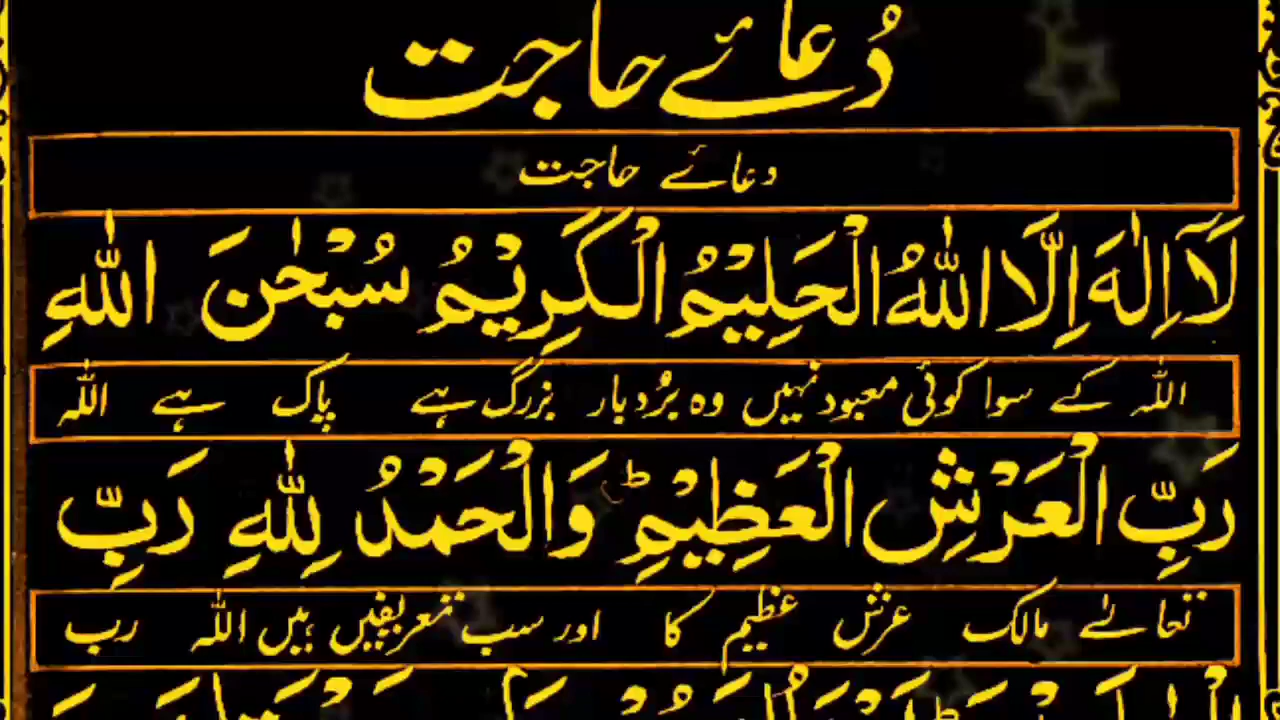 دُعائے حاجت
دعائے حاجت
لَآ اِلٰهَ اِلَّا اللّٰهُ الْحَلِيْمُ الْكَرِيْمُ سُبْحٰنَ اللّٰهِ
اللہ کے سوا کوئی معبود نہیں وہ بُردبار بزرگ ہے پاک ہے اللہ
رَبِّ الْعَرْشِ الْعَظِيْمِ ؕ وَالْحَمْدُ لِلّٰهِ رَبِّ
تعالےٰ مالک عرش عظیم کا اور سب تعریفیں ہیں اللہ رب